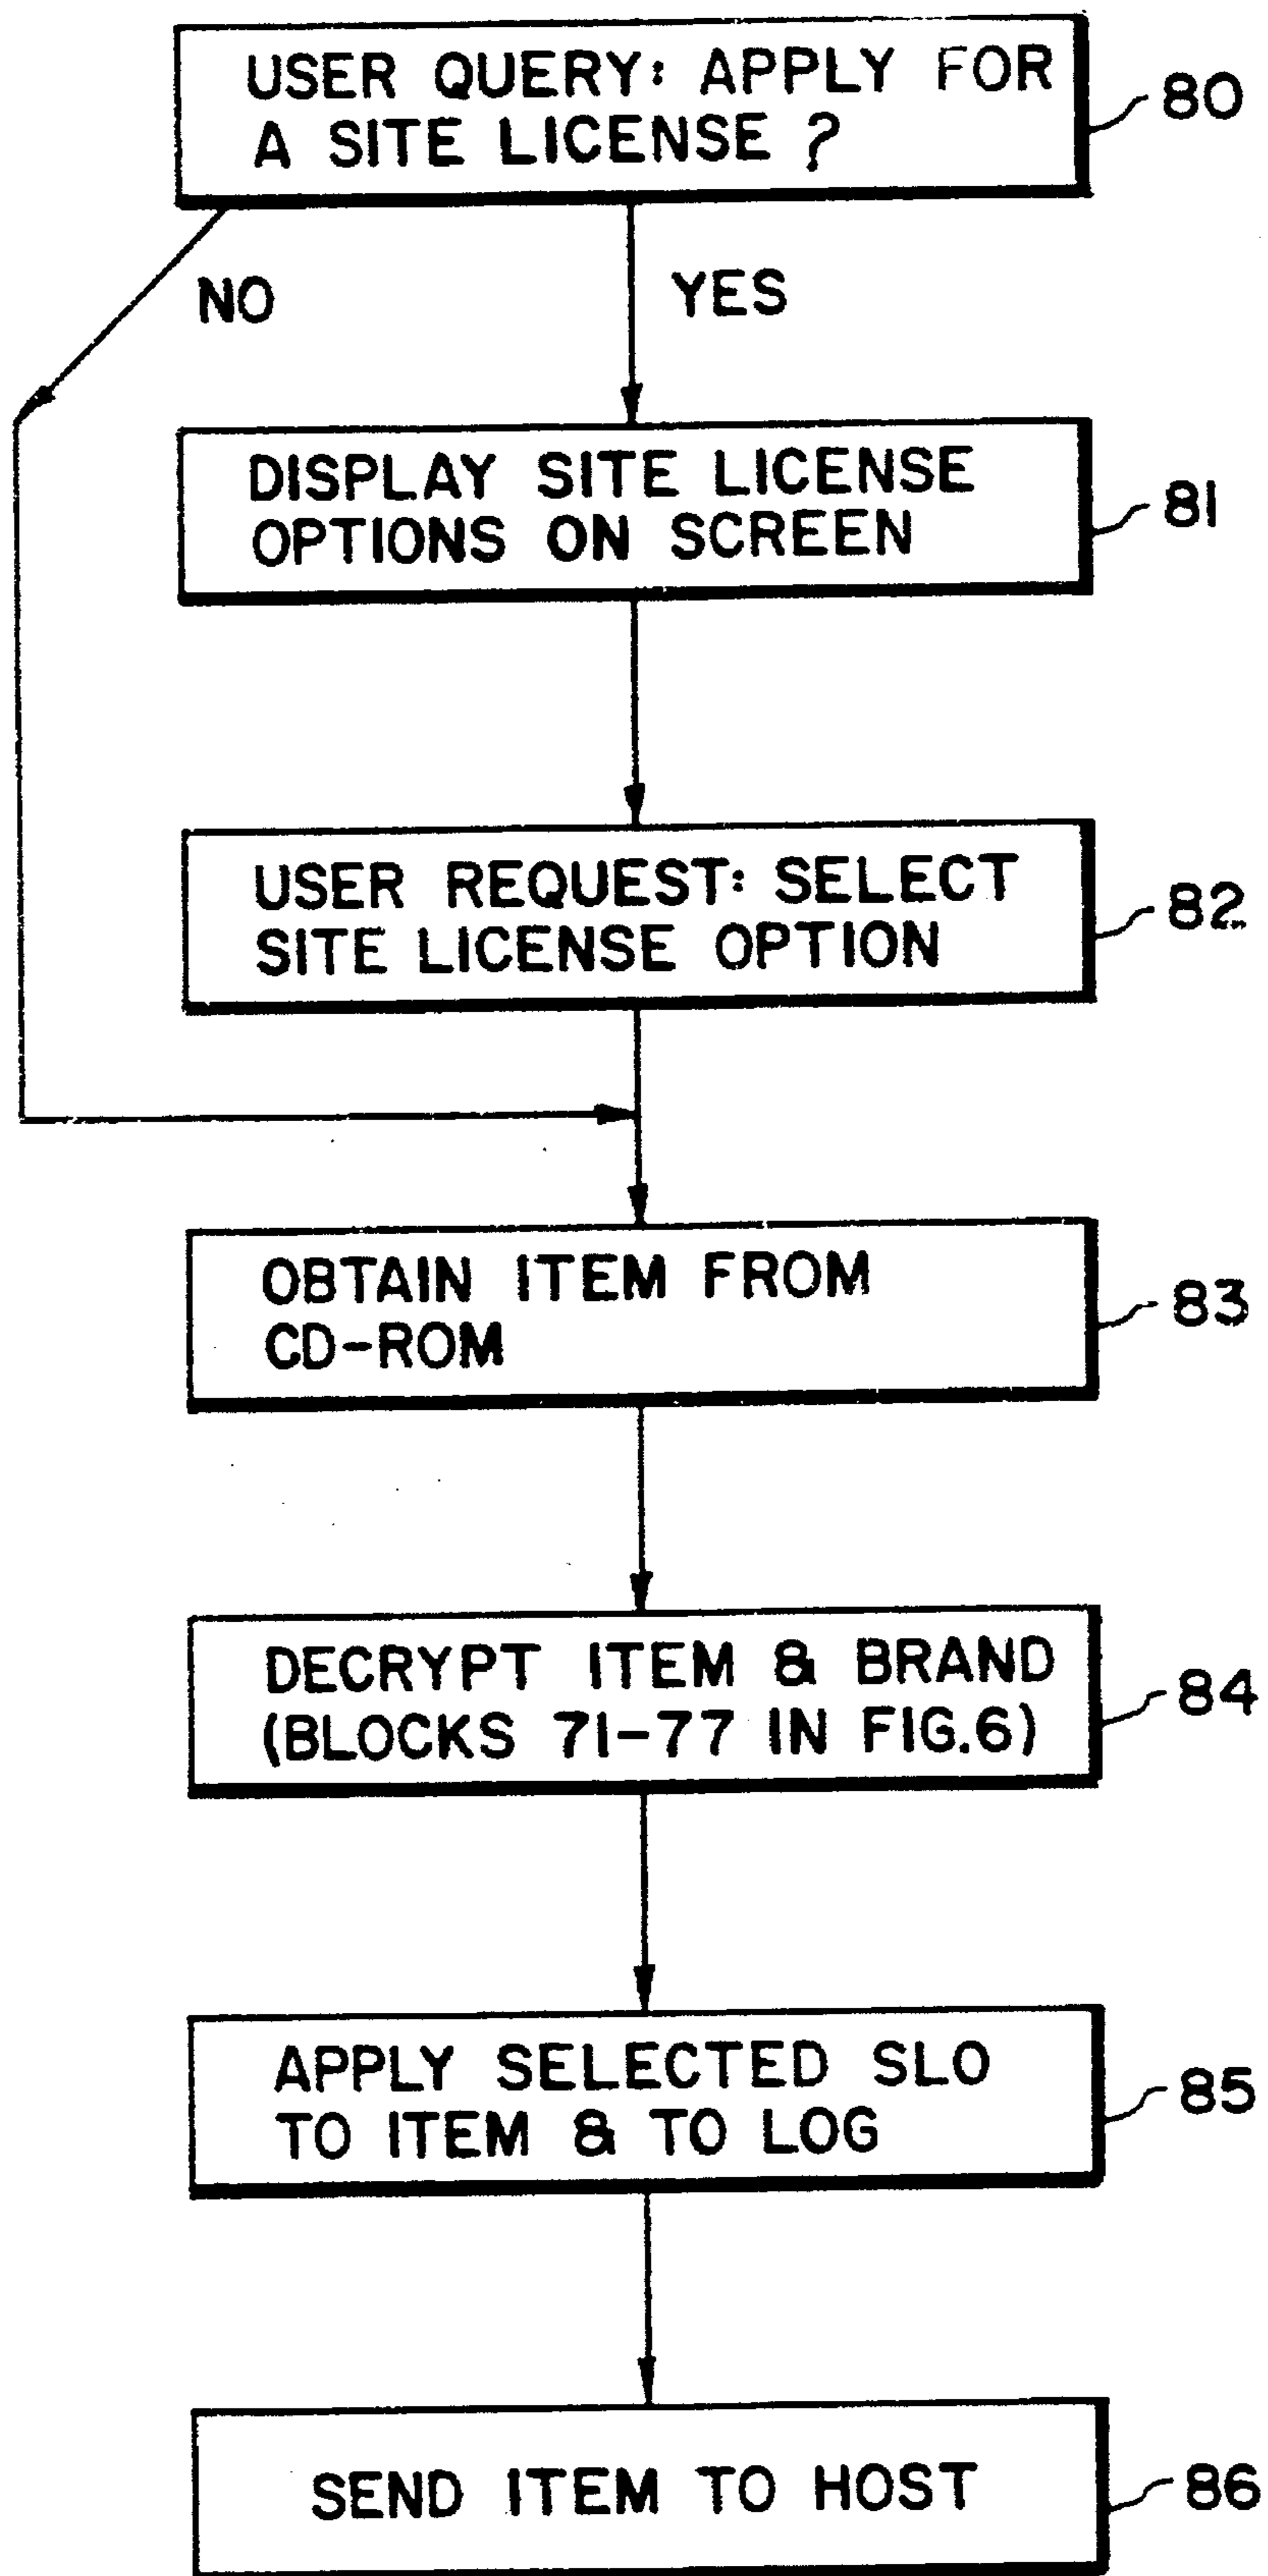 USER QUERY: APPLY FOR
A SITE LICENSE ?
80
NO
YES
DISPLAY SITE LICENSE
OPTIONS ON SCREEN
81
USER REQUEST: SELECT
SITE LICENSE OPTION
82
OBTAIN ITEM FROM
CD-ROM
83
DECRYPT ITEM & BRAND
(BLOCKS 71-77 IN FIG.6)
84
APPLY SELECTED SLO
TO ITEM & TO LOG
85
SEND ITEM TO HOST
86